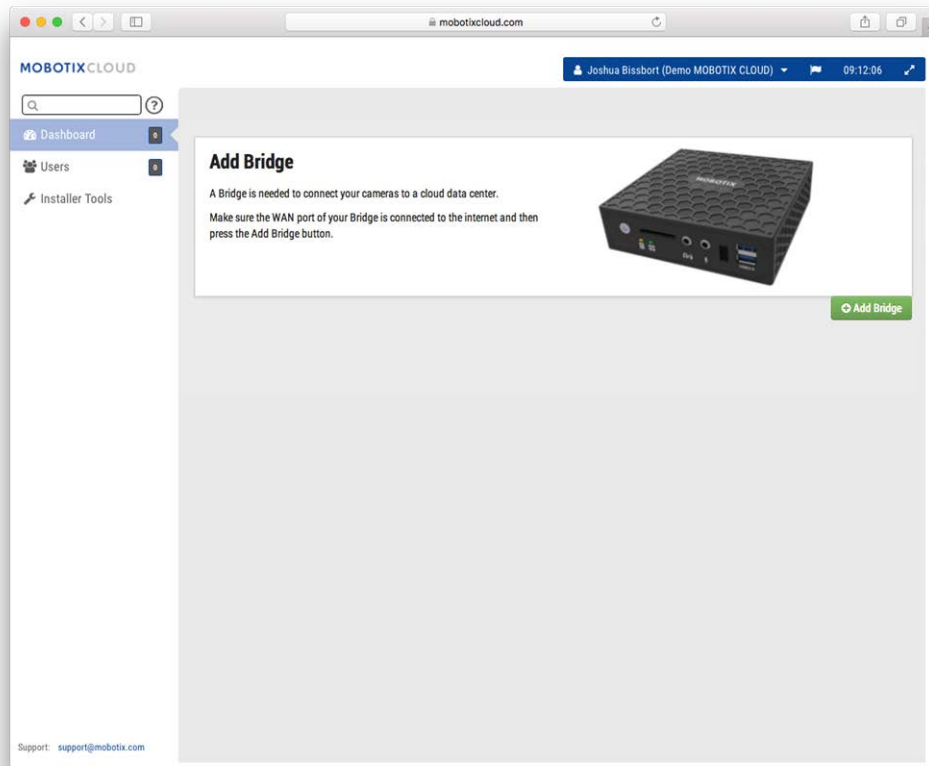 mobotixcloud.com
MOBOTIXCLOUD
Joshua Bissbort (Demo MOBOTIX CLOUD)
09:12:06
?
Dashboard
0
Users
0
Installer Tools
Add Bridge
A Bridge is needed to connect your cameras to a cloud data center.
Make sure the WAN port of your Bridge is connected to the internet and then
press the Add Bridge button.
MOBOTIX
Add Bridge
Support: support@mobotix.com